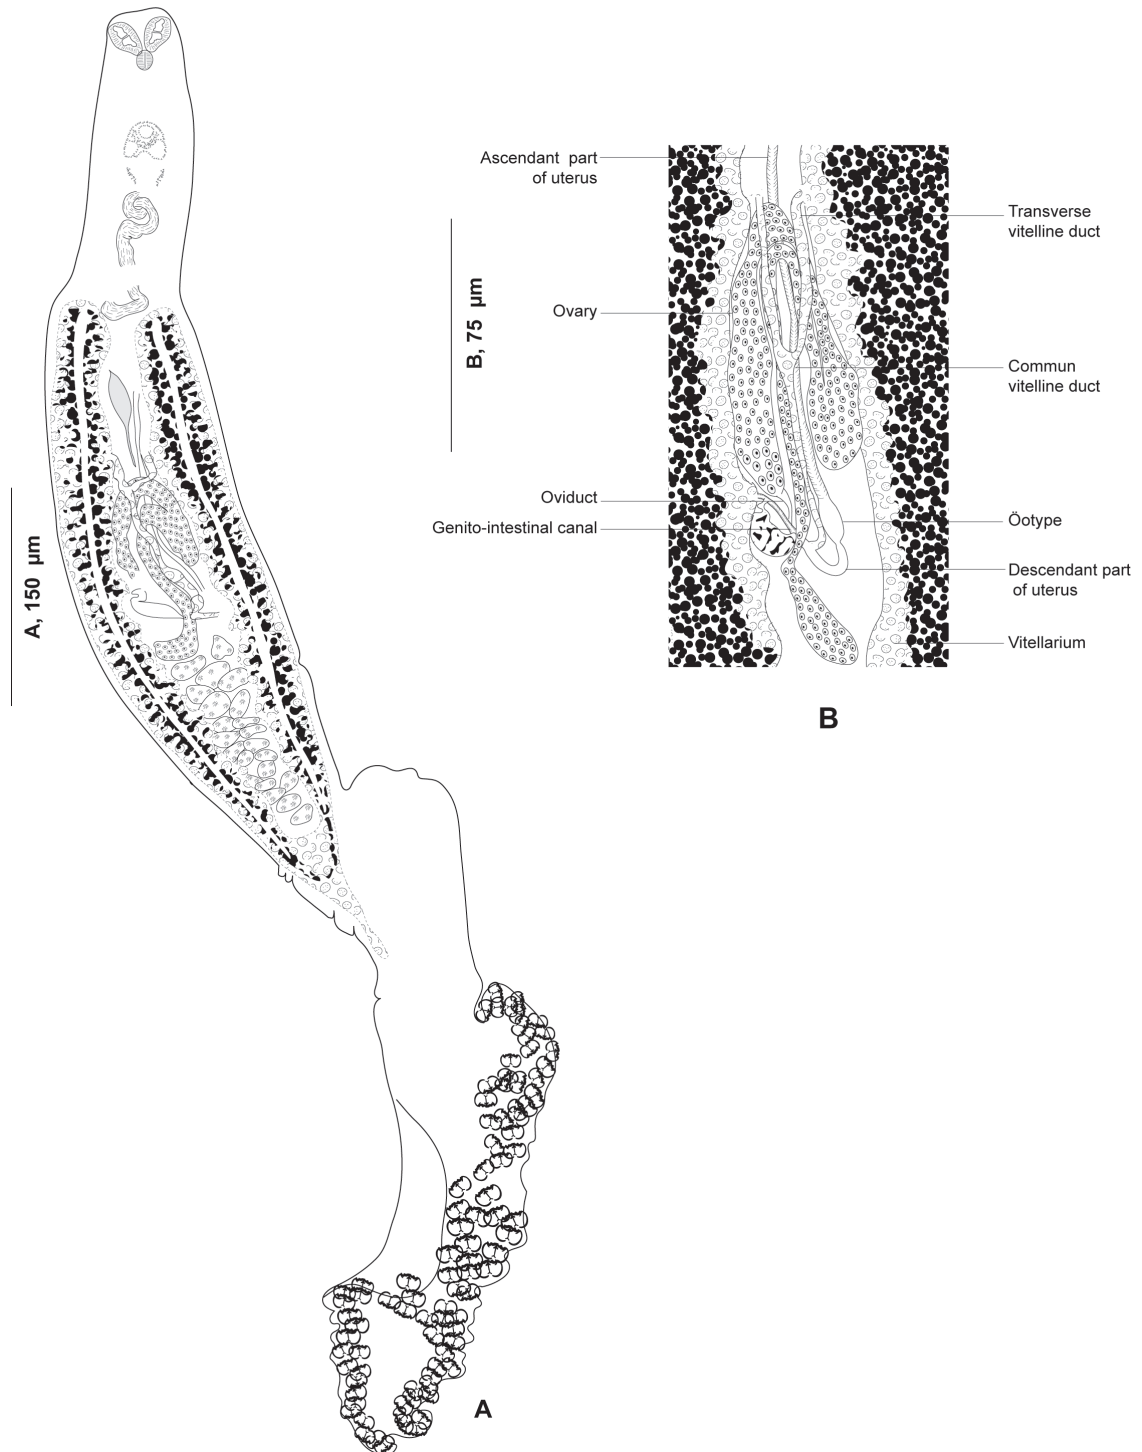 Ascendant part
of uterus
Transverse
vitelline duct
B, 75 µm
Ovary
Commun
vitelline duct
Oviduct
Genito-intestinal canal
Öotype
A, 150 µm
Descendant part
of uterus
Vitellarium
B
A